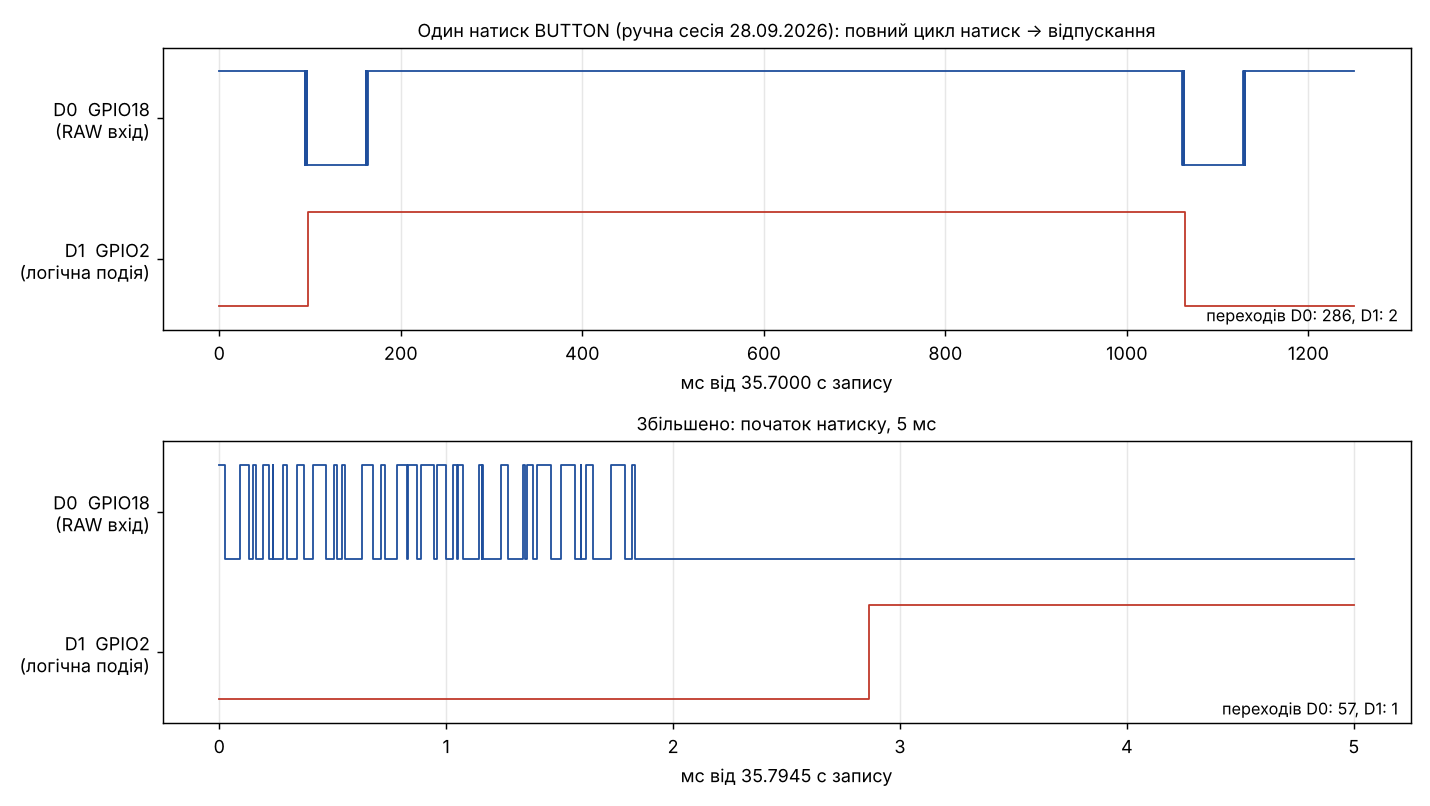 Один натиск BUTTON (ручна сесія 28.09.2026): повний цикл натиск → відпускання
D0 GPIO18
(RAW вхід)
D1 GPIO2
(логічна подія)
переходів D0: 286, D1: 2
0 200 400 600 800 1000 1200
мс від 35.7000 с запису
Збільшено: початок натиску, 5 мс
D0 GPIO18
(RAW вхід)
D1 GPIO2
(логічна подія)
переходів D0: 57, D1: 1
0 1 2 3 4 5
мс від 35.7945 с запису